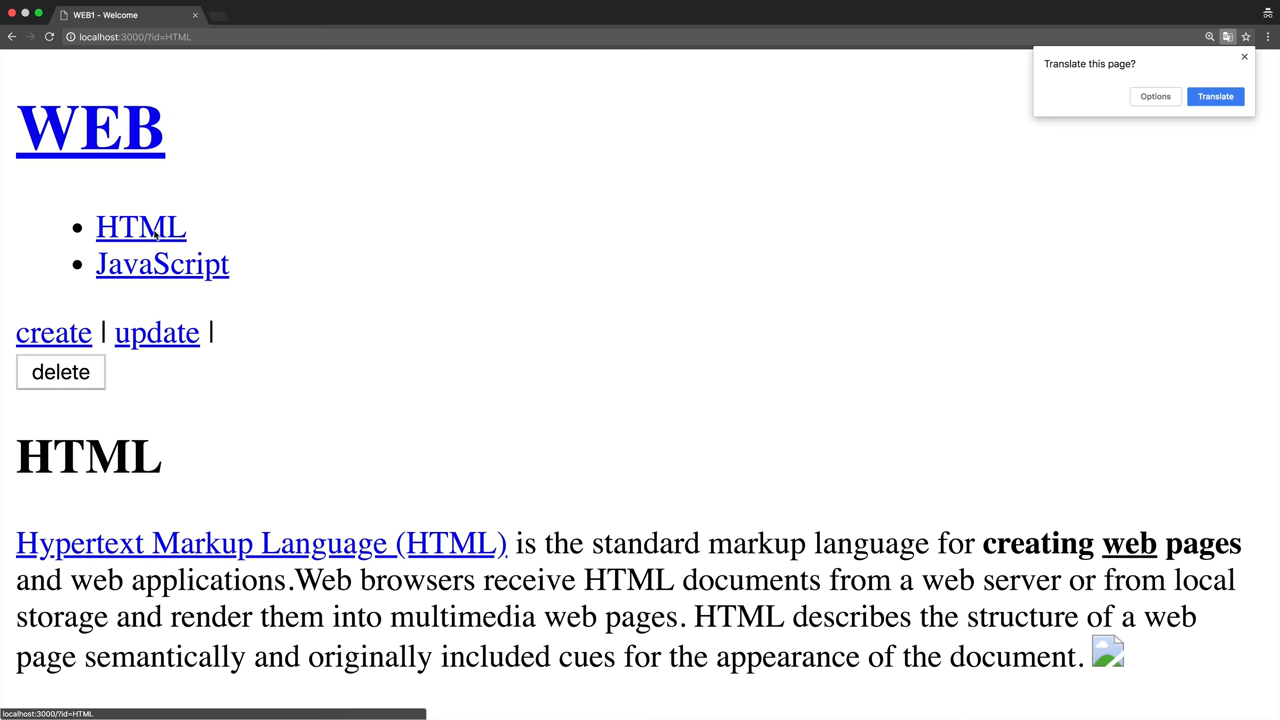 WEB1 - Welcome
localhost:3000/?id=HTML
Translate this page?
Options
Translate
WEB
HTML
JavaScript
create | update |
delete
HTML
Hypertext Markup Language (HTML) is the standard markup language for creating web pages
and web applications.Web browsers receive HTML documents from a web server or from local
storage and render them into multimedia web pages. HTML describes the structure of a web
page semantically and originally included cues for the appearance of the document.
localhost:3000/?id=HTML